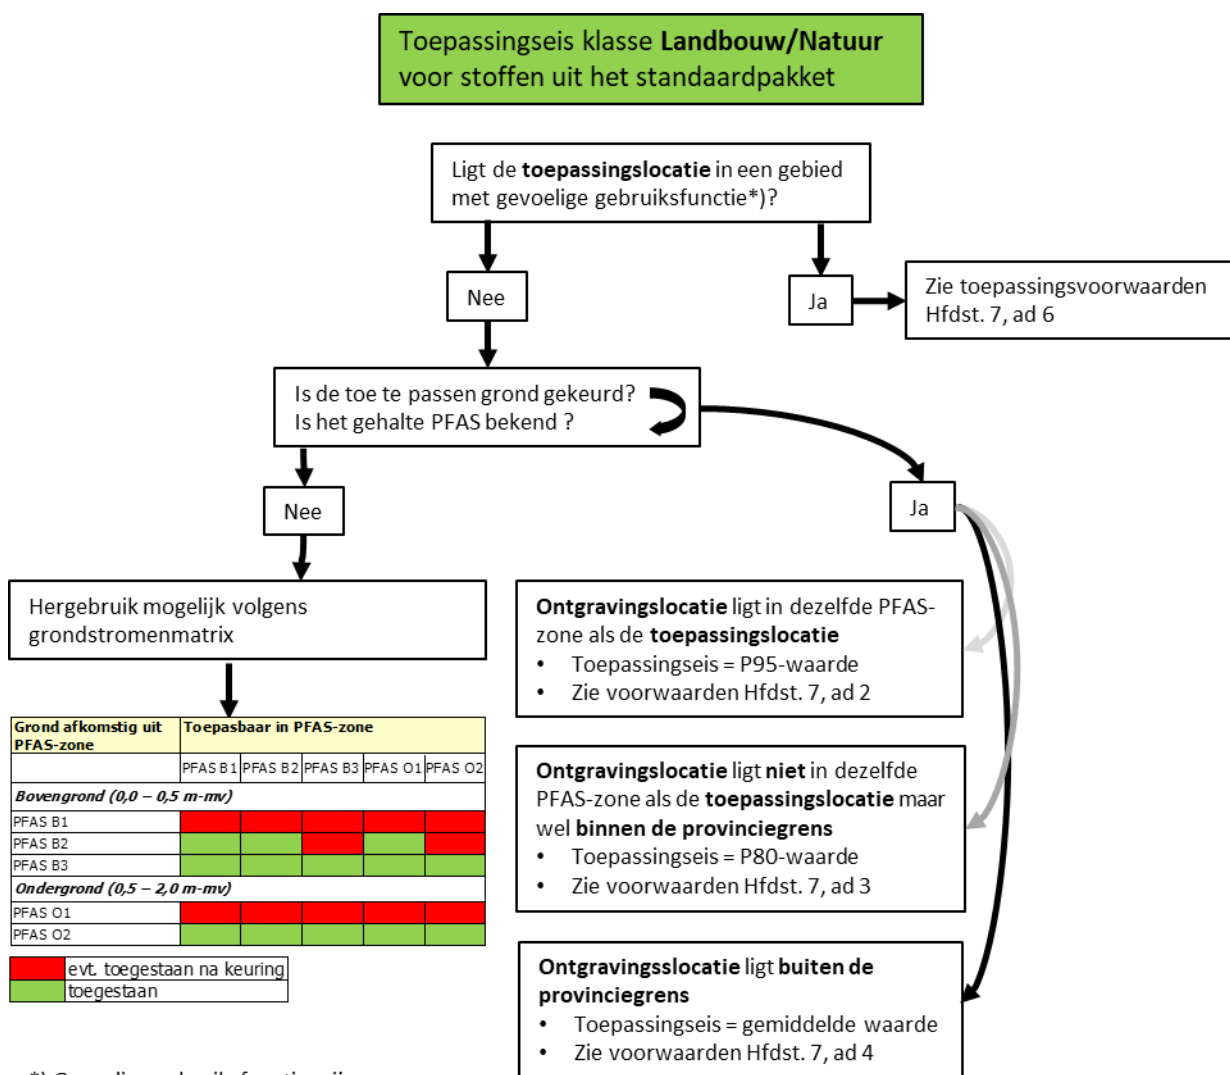 Toepassingseis klasse Landbouw/Natuur
voor stoffen uit het standaardpakket
Ligt de toepassingslocatie in een gebied
met gevoelige gebruiksfunctie*)?
Nee
Ja
Zie toepassingsvoorwaarden
Hfdst. 7, ad 6
Is de toe te passen grond gekeurd?
Is het gehalte PFAS bekend ?
Nee
Ja
Hergebruik mogelijk volgens
grondstromenmatrix
Ontgravingslocatie ligt in dezelfde PFAS-
zone als de toepassingslocatie
• Toepassingseis = P95-waarde
• Zie voorwaarden Hfdst. 7, ad 2
Grond afkomstig uit
PFAS-zone
Toepasbaar in PFAS-zone
PFAS B1 PFAS B2 PFAS B3 PFAS O1 PFAS O2
Bovengrond (0,0 – 0,5 m-mv)
PFAS B1
PFAS B2
PFAS B3
Ondergrond (0,5 – 2,0 m-mv)
PFAS O1
PFAS O2
evt. toegestaan na keuring
toegestaan
Ontgravingslocatie ligt niet in dezelfde
PFAS-zone als de toepassingslocatie maar
wel binnen de provinciegrens
• Toepassingseis = P80-waarde
• Zie voorwaarden Hfdst. 7, ad 3
Ontgravingsslocatie ligt buiten de
provinciegrens
• Toepassingseis = gemiddelde waarde
• Zie voorwaarden Hfdst. 7, ad 4